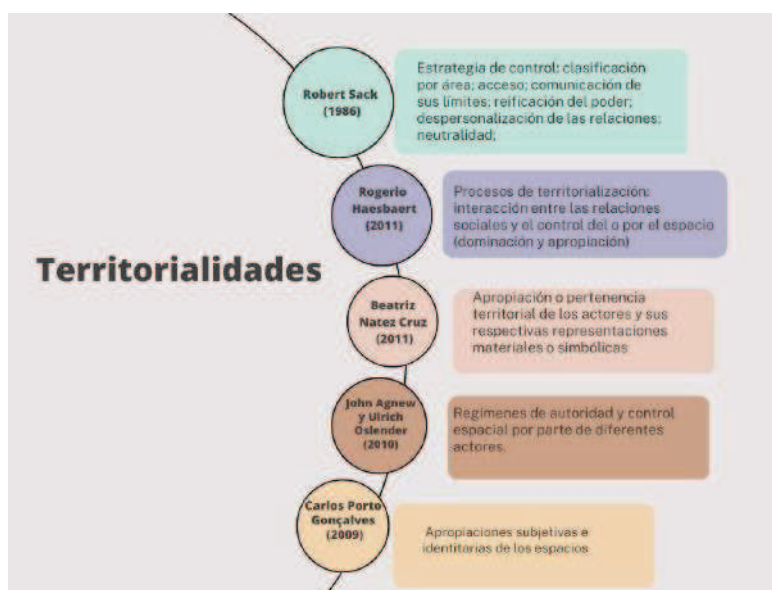 Territorialidades
Robert Sack
(1986)
Estrategia de control: clasificación
por área; acceso; comunicación de
sus límites; reificación del poder;
despersonalización de las relaciones;
neutralidad;
Rogerio
Haesbaert
(2011)
Procesos de territorialización:
interacción entre las relaciones
sociales y el control del o por el espacio
(dominación y apropiación)
Beatriz
Natez Cruz
(2011)
Apropiación o pertenencia
territorial de los actores y sus
respectivas representaciones
materiales o simbólicas
John Agnew
y Ulrich
Oslender
(2010)
Regimenes de autoridad y control
espacial por parte de diferentes
actores.
Carlos Porto
Gonçalves
(2009)
Apropiaciones subjetivas e
identitarias de los espacios